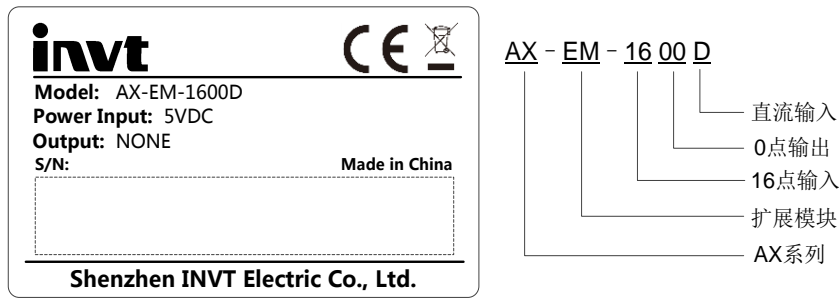 invt
CE
Model: AX-EM-1600D
Power Input: 5VDC
Output: NONE
S/N: Made in China
Shenzhen INVT Electric Co., Ltd.
AX - EM - 16 00 D
直流输入
0点输出
16点输入
扩展模块
AX系列